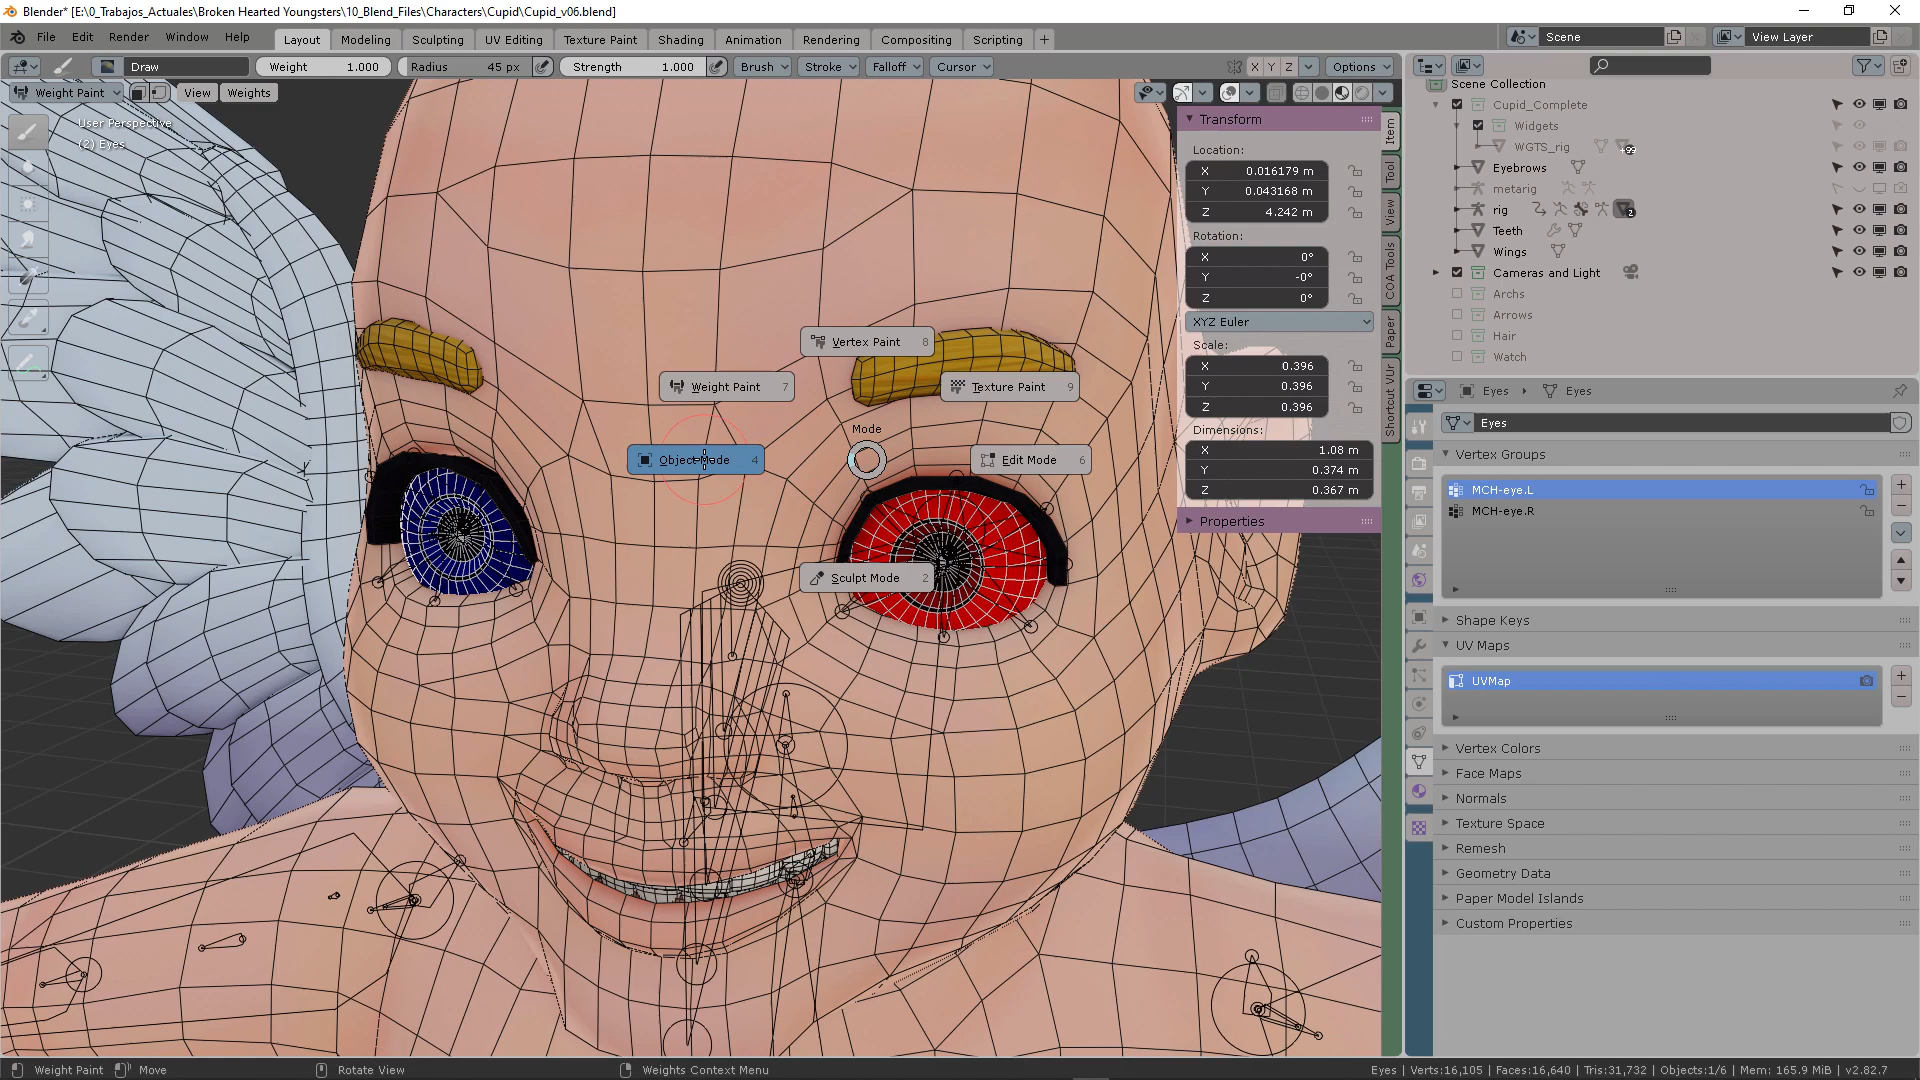 Blender* [E:\0_Trabajos_Actuales\Broken Hearted Youngsters\10_Blend_Files\Characters\Cupid\Cupid_v06.blend]
File Edit Render Window Help Layout Modeling Sculpting UV Editing Texture Paint Shading Animation Rendering Compositing Scripting + Scene View Layer
Draw Weight 1.000 Radius 45 px Strength 1.000 Brush Stroke Falloff Cursor X Y Z Options
Weight Paint View Weights
User Perspective
(2) Eyes
Vertex Paint 8
Weight Paint 7
Texture Paint 9
Mode
Object Mode 4
Edit Mode 6
Sculpt Mode 2
Transform
Location:
X 0.016179 m
Y 0.043168 m
Z 4.242 m
Rotation:
X 0°
Y -0°
Z 0°
XYZ Euler
Scale:
X 0.396
Y 0.396
Z 0.396
Dimensions:
X 1.08 m
Y 0.374 m
Z 0.367 m
Properties
Item
Tool
View
COA Tools
Paper
Shortcut VUr
Scene Collection
Cupid_Complete
Widgets
WGTS_rig +99
Eyebrows
metarig
rig 2
Teeth
Wings
Cameras and Light
Archs
Arrows
Hair
Watch
Eyes Eyes
Eyes
Vertex Groups
MCH-eye.L
MCH-eye.R
Shape Keys
UV Maps
UVMap
Vertex Colors
Face Maps
Normals
Texture Space
Remesh
Geometry Data
Paper Model Islands
Custom Properties
Weight Paint Move Rotate View Weights Context Menu Eyes | Verts:16,105 | Faces:16,640 | Tris:31,732 | Objects:1/6 | Mem: 165.9 MiB | v2.82.7